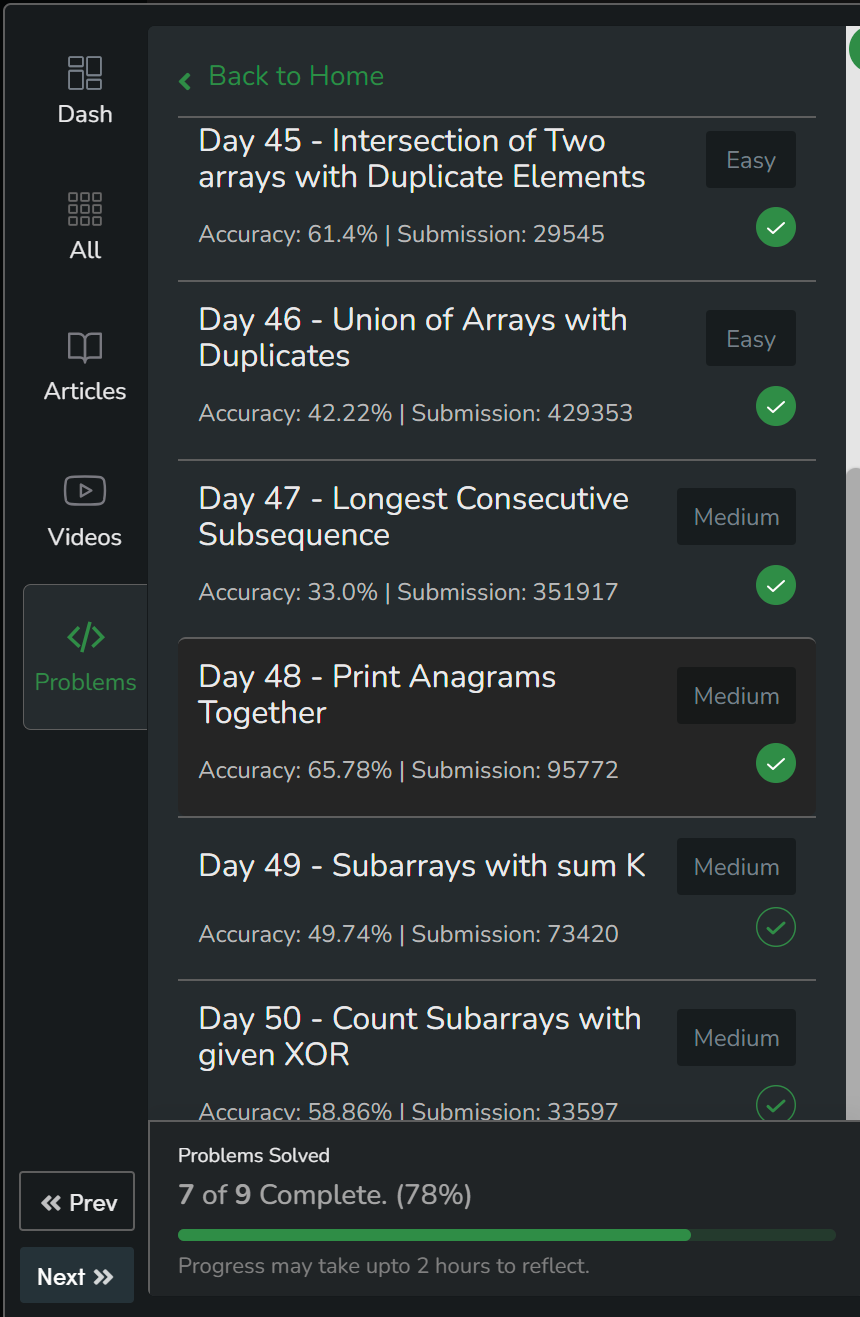 Dash
All
Articles
Videos
Problems
Prev
Next
Back to Home
Day 45 - Intersection of Two
arrays with Duplicate Elements
Easy
Accuracy: 61.4% | Submission: 29545
Day 46 - Union of Arrays with
Duplicates
Easy
Accuracy: 42.22% | Submission: 429353
Day 47 - Longest Consecutive
Subsequence
Medium
Accuracy: 33.0% | Submission: 351917
Day 48 - Print Anagrams
Together
Medium
Accuracy: 65.78% | Submission: 95772
Day 49 - Subarrays with sum K
Medium
Accuracy: 49.74% | Submission: 73420
Day 50 - Count Subarrays with
given XOR
Medium
Accuracy: 58.86% | Submission: 33597
Problems Solved
7 of 9 Complete. (78%)
Progress may take upto 2 hours to reflect.